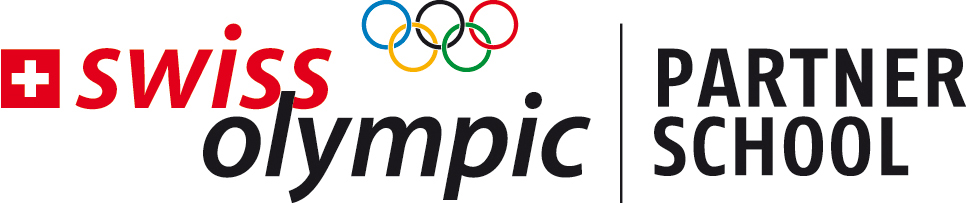 swiss
olympic
PARTNER
SCHOOL